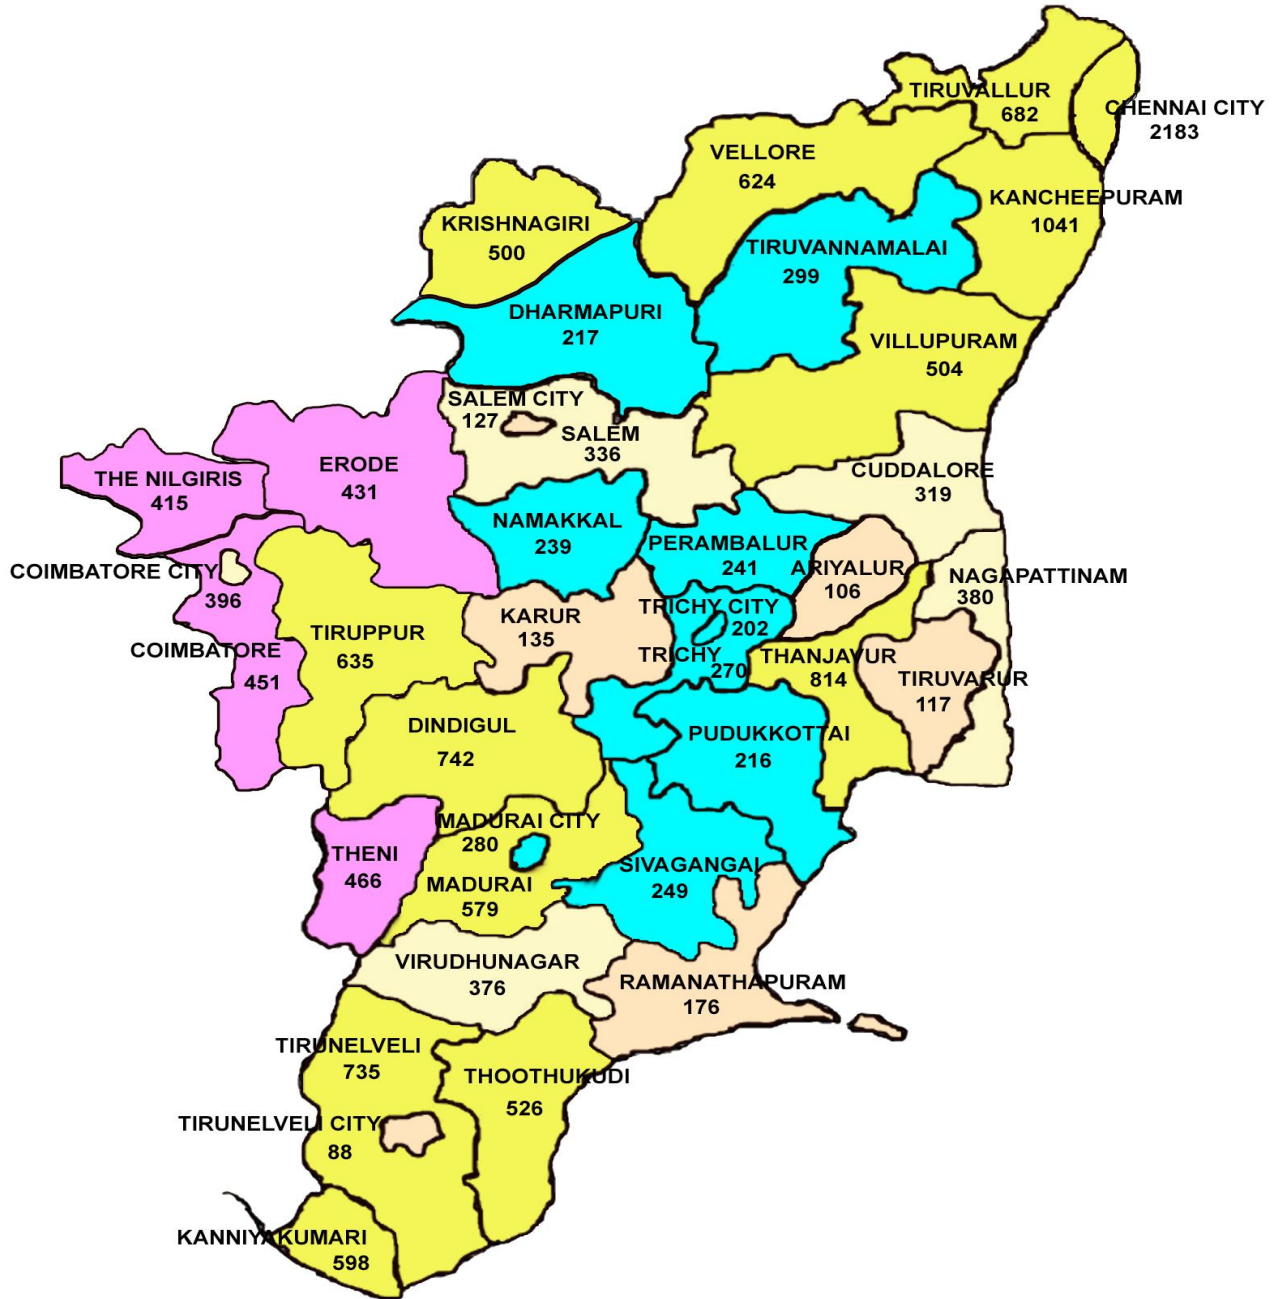 TIRUVALLUR
682
CHENNAI CITY
2183
VELLORE
624
KANCHEEPURAM
1041
KRISHNAGIRI
500
TIRUVANNAMALAI
299
DHARMAPURI
217
VILLUPURAM
504
SALEM CITY
127
SALEM
336
ERODE
431
THE NILGIRIS
415
CUDDALORE
319
NAMAKKAL
239
PERAMBALUR
241
ARIYALUR
106
NAGAPATTINAM
380
COIMBATORE CITY
396
KARUR
135
TRICHY CITY
202
TIRUPPUR
635
COIMBATORE
451
TRICHY
270
THANJAVUR
814
TIRUVARUR
117
DINDIGUL
742
PUDUKKOTTAI
216
MADURAI CITY
280
THENI
466
SIVAGANGAI
249
MADURAI
579
VIRUDHUNAGAR
376
RAMANATHAPURAM
176
TIRUNELVELI
735
THOOTHUKUDI
526
TIRUNELVELI CITY
88
KANNIYAKUMARI
598